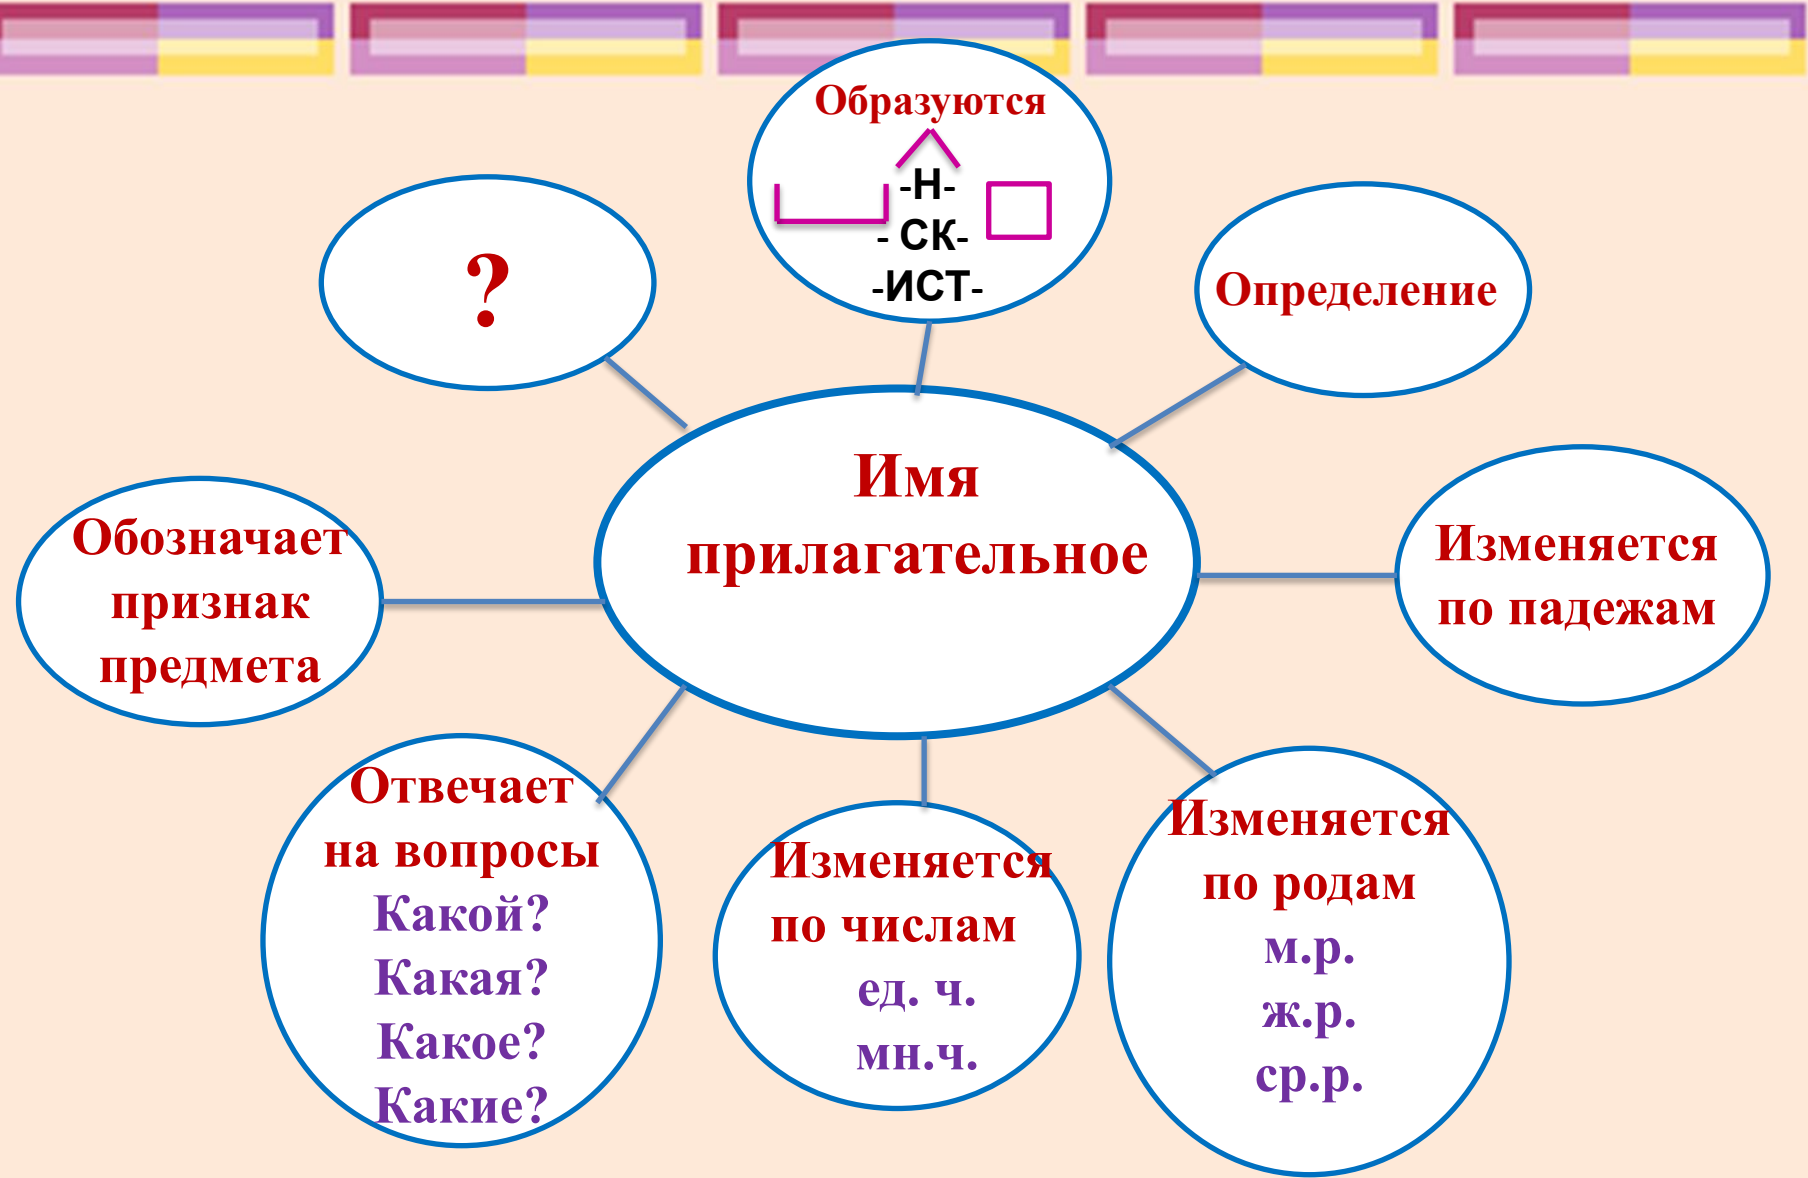 Образуются
-Н-
- СК-
-ИСТ-
?
Определение
Имя
прилагательное
Обозначает
признак
предмета
Изменяется
по падежам
Отвечает
на вопросы
Какой?
Какая?
Какое?
Какие?
Изменяется
по числам
ед. ч.
мн.ч.
Изменяется
по родам
м.р.
ж.р.
ср.р.